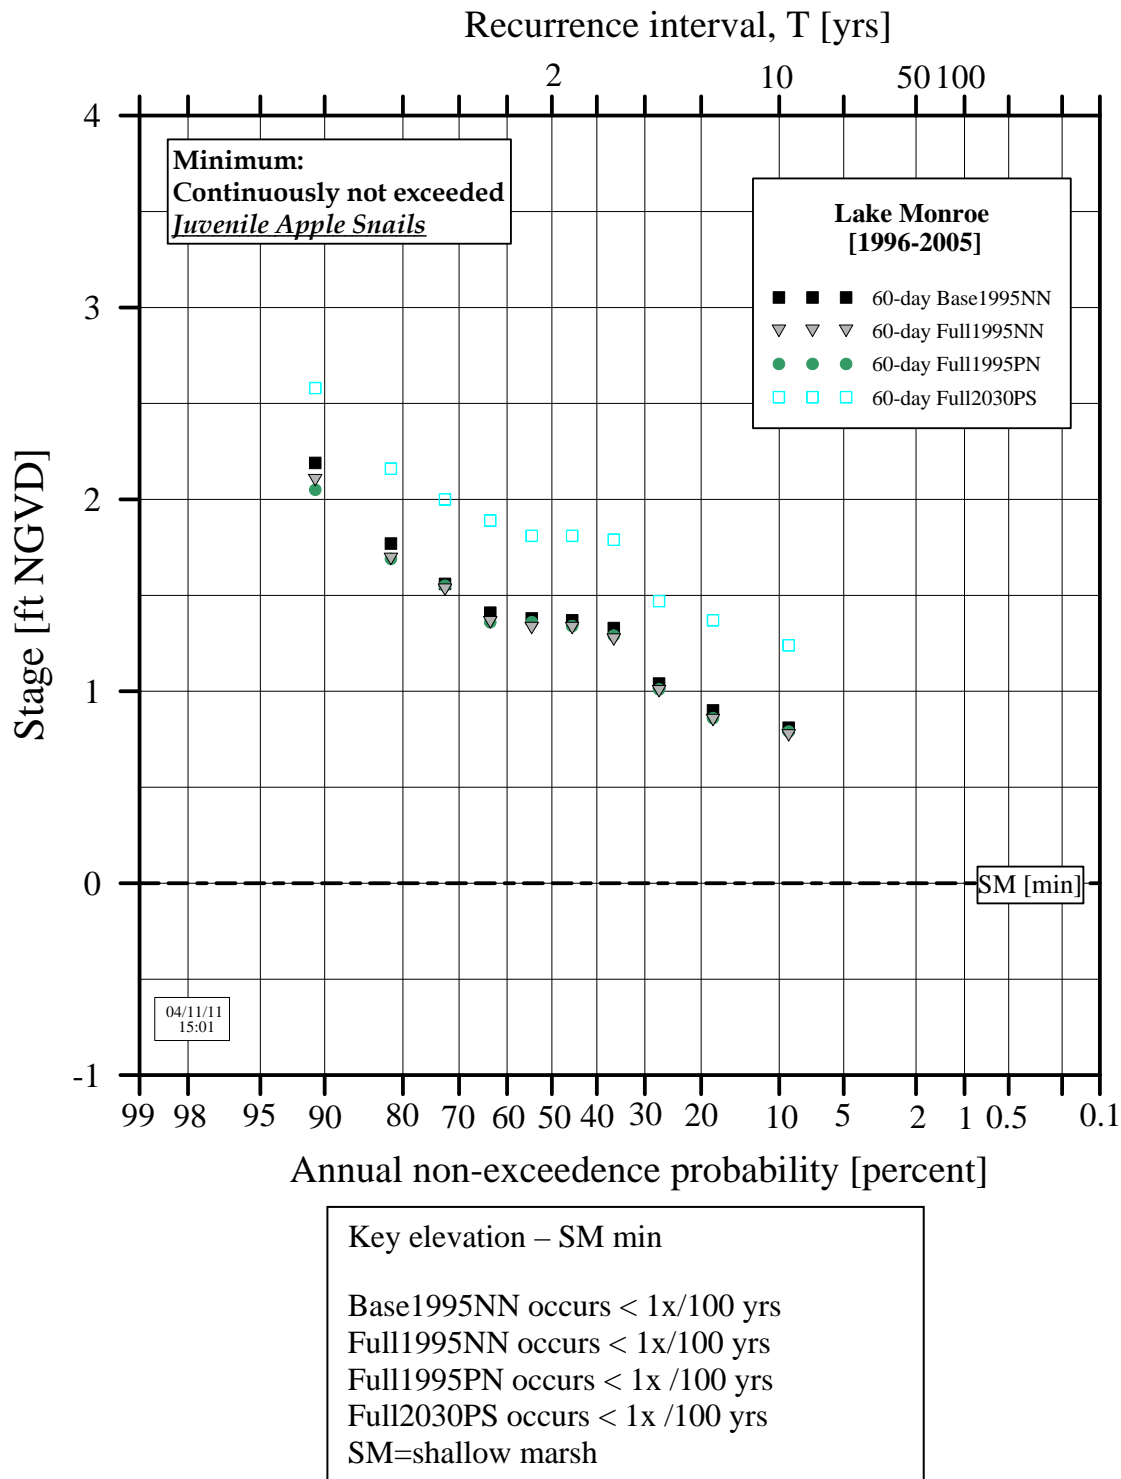 Recurrence interval, T [yrs]
2 10 50 100
4
3
2
1
0
-1
Stage [ft NGVD]
Minimum:
Continuously not exceeded
Juvenile Apple Snails
Lake Monroe
[1996-2005]
60-day Base1995NN
60-day Full1995NN
60-day Full1995PN
60-day Full2030PS
SM [min]
04/11/11
15:01
99 98 95 90 80 70 60 50 40 30 20 10 5 2 1 0.5 0.1
Annual non-exceedence probability [percent]
Key elevation – SM min
Base1995NN occurs < 1x/100 yrs
Full1995NN occurs < 1x/100 yrs
Full1995PN occurs < 1x /100 yrs
Full2030PS occurs < 1x /100 yrs
SM=shallow marsh